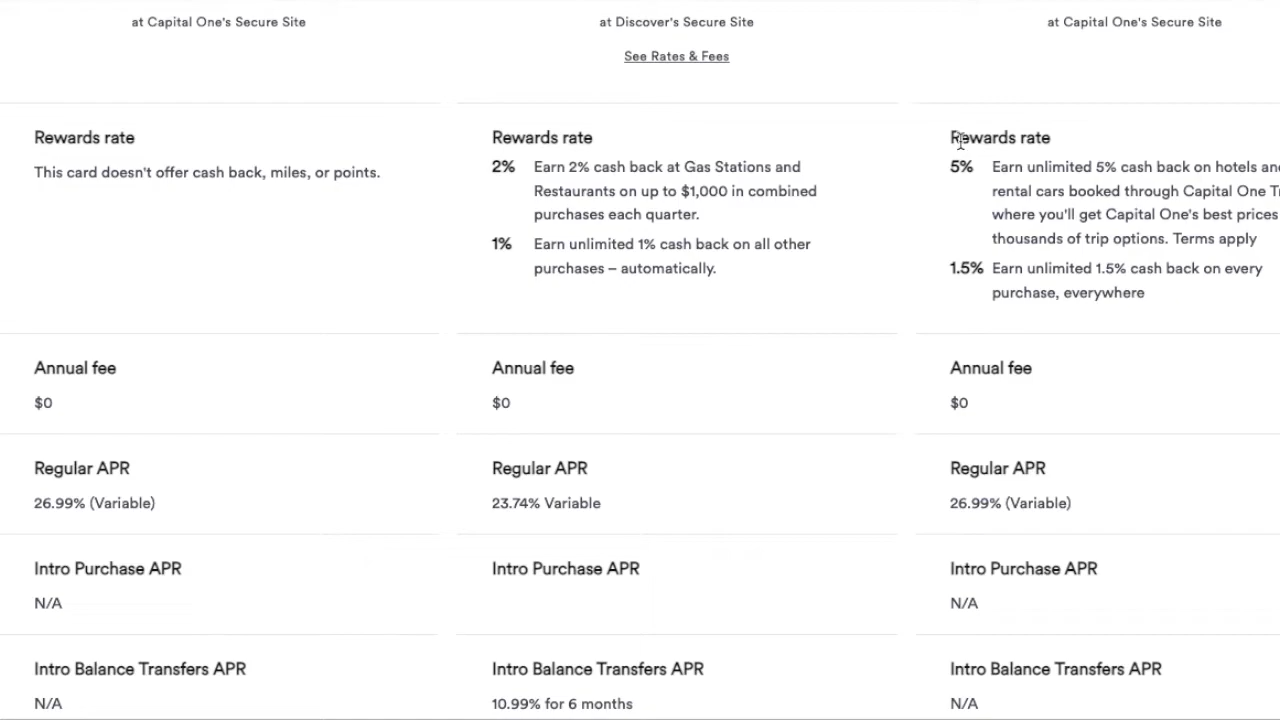 at Capital One's Secure Site
at Discover's Secure Site
See Rates & Fees
at Capital One's Secure Site
Rewards rate
This card doesn't offer cash back, miles, or points.
Rewards rate
2% Earn 2% cash back at Gas Stations and
Restaurants on up to $1,000 in combined
purchases each quarter.
1% Earn unlimited 1% cash back on all other
purchases – automatically.
Rewards rate
5% Earn unlimited 5% cash back on hotels
rental cars booked through Capital One
where you'll get Capital One's best prices
thousands of trip options. Terms apply
1.5% Earn unlimited 1.5% cash back on every
purchase, everywhere
Annual fee
$0
Annual fee
$0
Annual fee
$0
Regular APR
26.99% (Variable)
Regular APR
23.74% Variable
Regular APR
26.99% (Variable)
Intro Purchase APR
N/A
Intro Purchase APR
Intro Purchase APR
N/A
Intro Balance Transfers APR
N/A
Intro Balance Transfers APR
10.99% for 6 months
Intro Balance Transfers APR
N/A